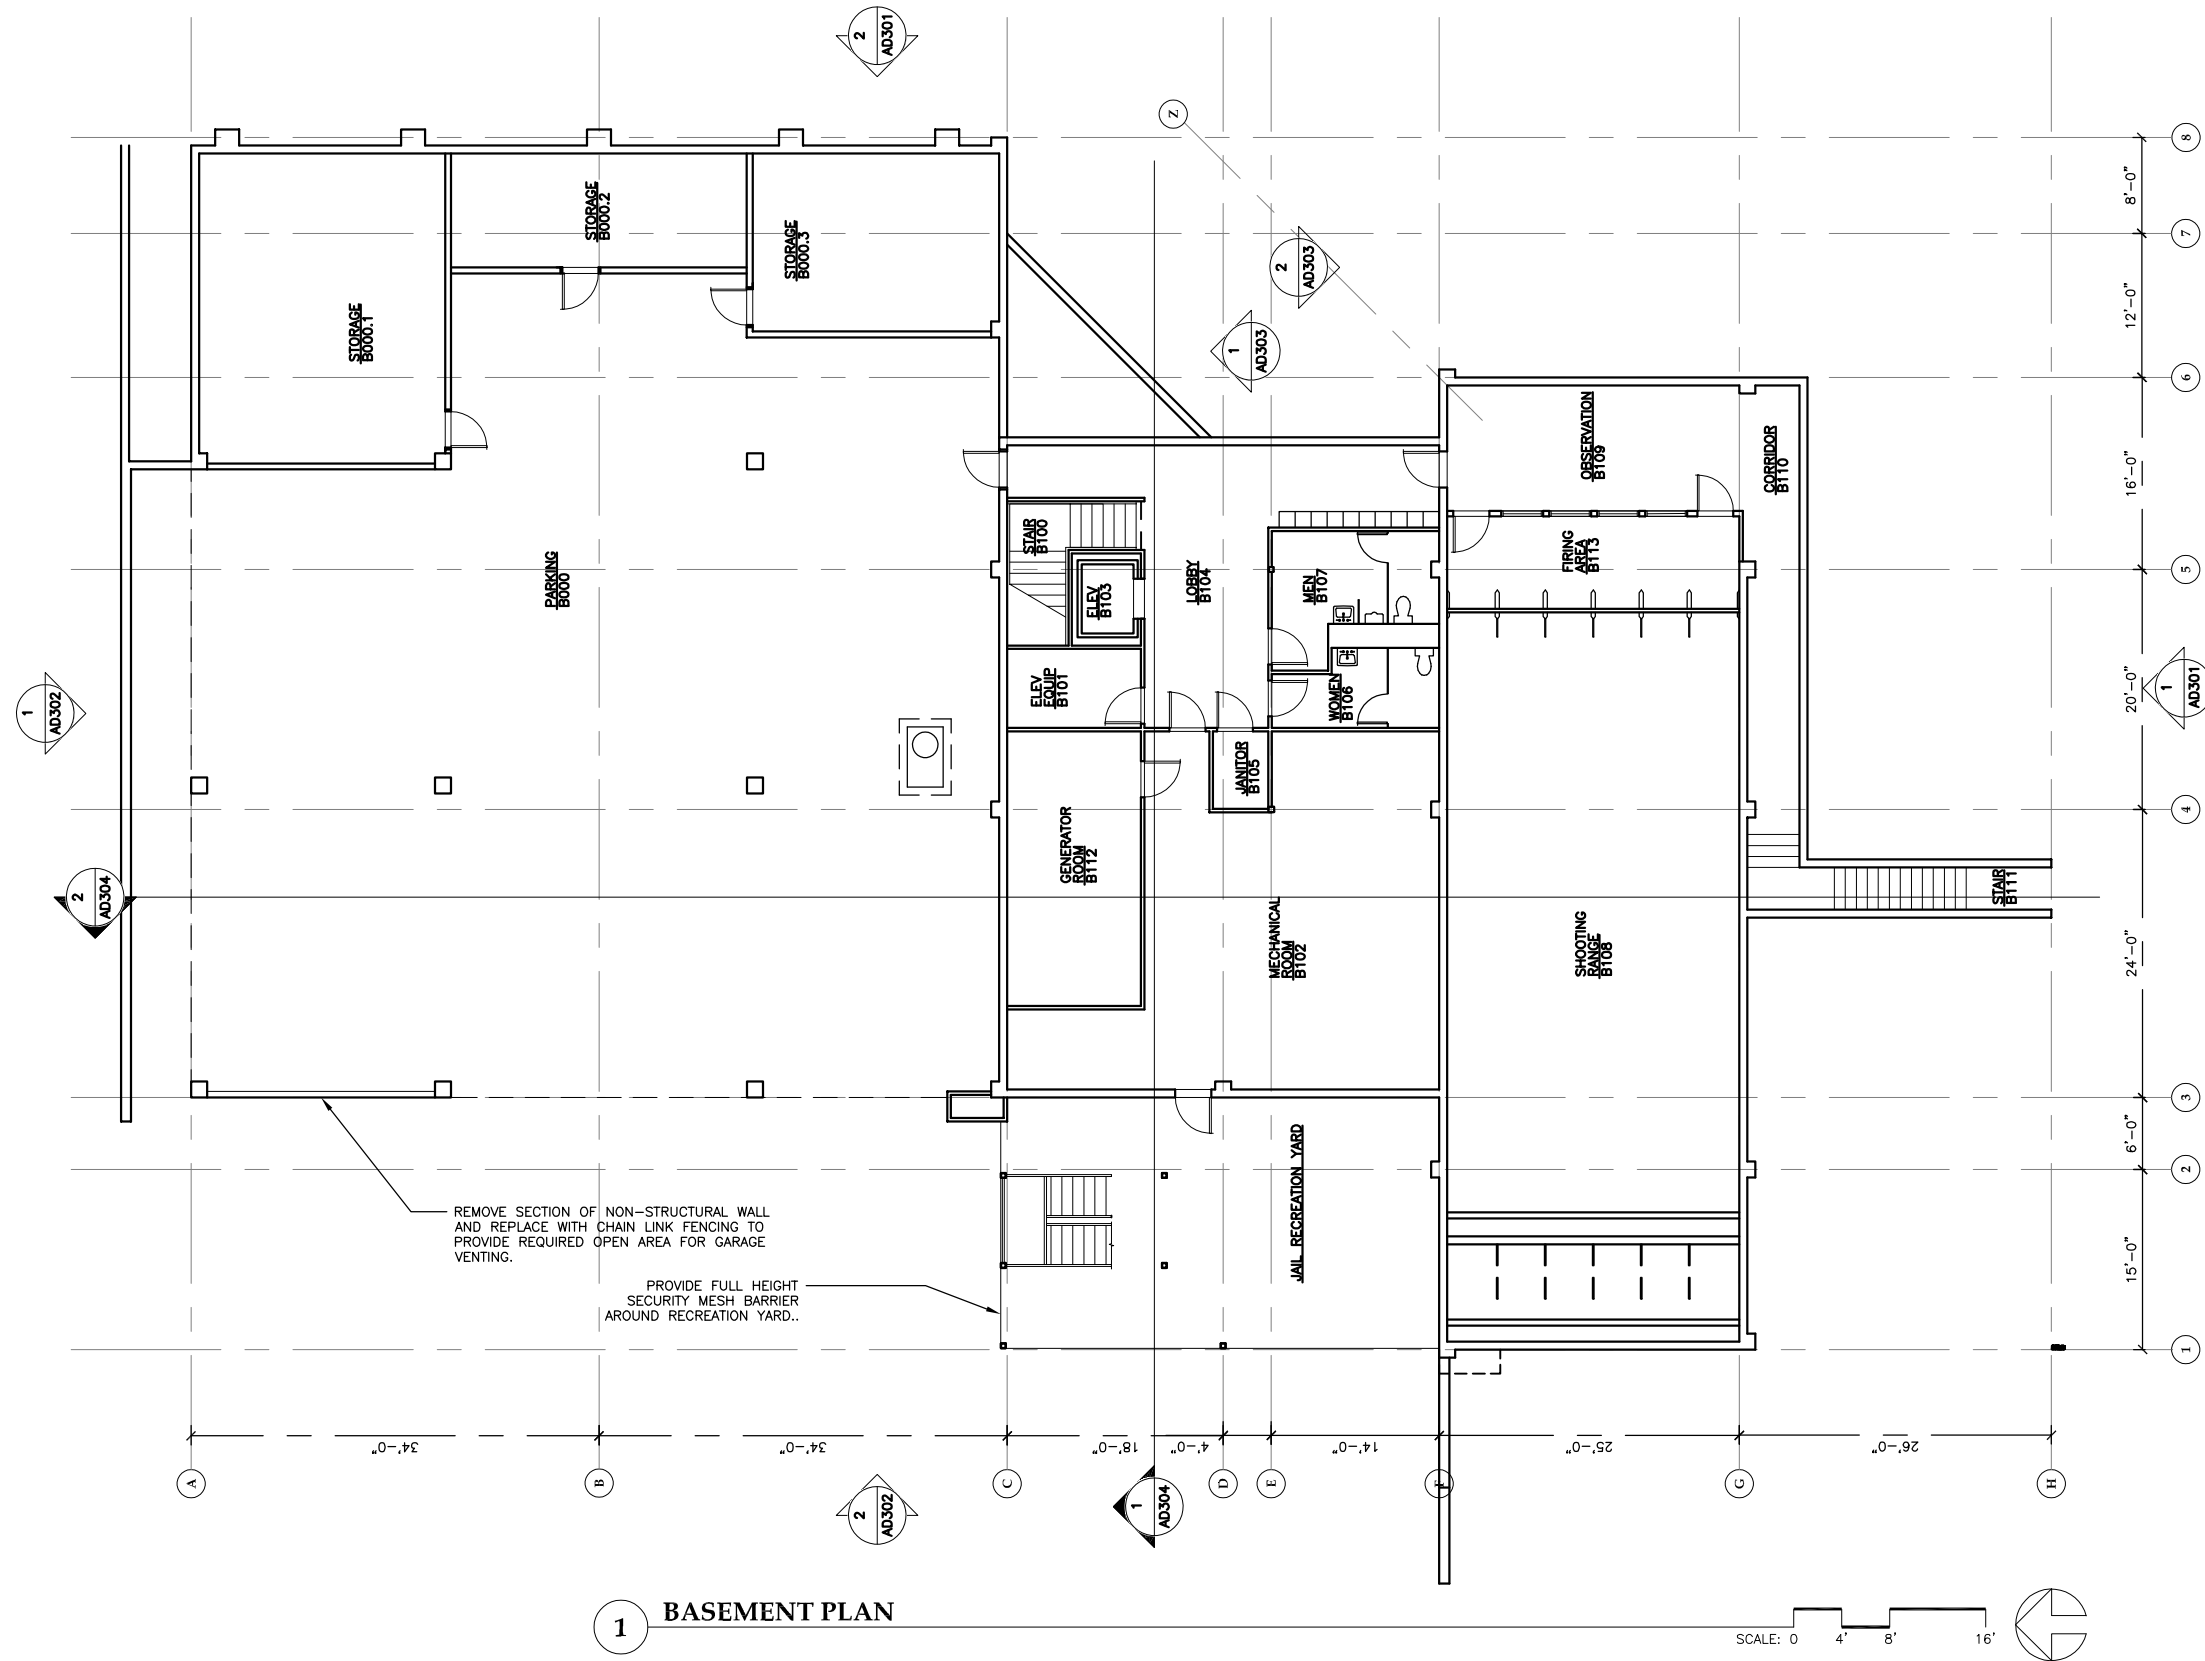 2
AD301
Z
8
8'-0"
7
12'-0"
6
16'-0"
5
20'-0"
4
24'-0"
3
6'-0"
2
15'-0"
1
STORAGE
B000.1
STORAGE
B000.2
STORAGE
B000.3
2
AD303
1
AD303
PARKING
B000
STAIR
B100
ELEV
B103
ELEV
EQUIP
B101
LOBBY
B104
MEN
B107
WOMEN
B106
JANITOR
B105
OBSERVATION
B109
CORRIDOR
B110
FIRING
AREA
B113
1
AD302
1
AD301
2
AD304
GENERATOR
ROOM
B112
MECHANICAL
ROOM
B102
SHOOTING
RANGE
B108
STAIR
B111
JAIL RECREATION YARD
REMOVE SECTION OF NON-STRUCTURAL WALL
AND REPLACE WITH CHAIN LINK FENCING TO
PROVIDE REQUIRED OPEN AREA FOR GARAGE
VENTING.
PROVIDE FULL HEIGHT
SECURITY MESH BARRIER
AROUND RECREATION YARD..
34'-0"
34'-0"
18'-0"
4'-0"
14'-0"
25'-0"
26'-0"
A
B
C
D
E
F
G
H
2
AD302
1
AD304
1
BASEMENT PLAN
SCALE: 0 4' 8' 16'